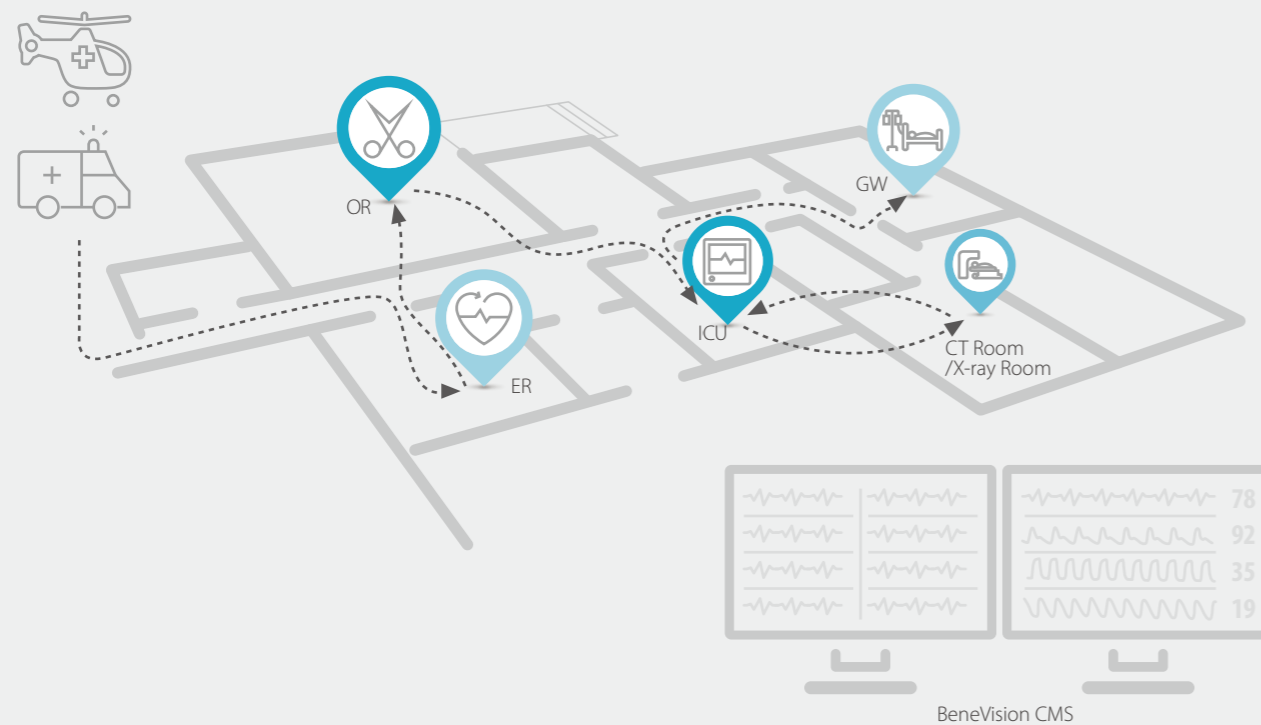 OR
GW
ICU
CT Room
/X-ray Room
ER
78
92
35
19
BeneVision CMS